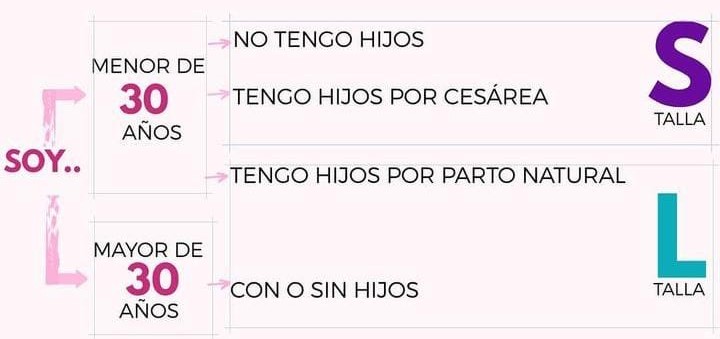 SOY..
MENOR DE
30
AÑOS
NO TENGO HIJOS
TENGO HIJOS POR CESÁREA
S
TALLA
TENGO HIJOS POR PARTO NATURAL
MAYOR DE
30
AÑOS
CON O SIN HIJOS
L
TALLA